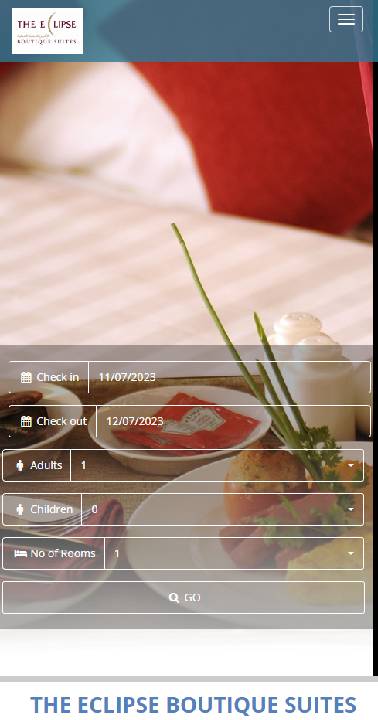 THE ECLIPSE
BOUTIQUE SUITES
Check in 11/07/2023
Check out 12/07/2023
Adults 1
Children 0
No of Rooms 1
GO
THE ECLIPSE BOUTIQUE SUITES